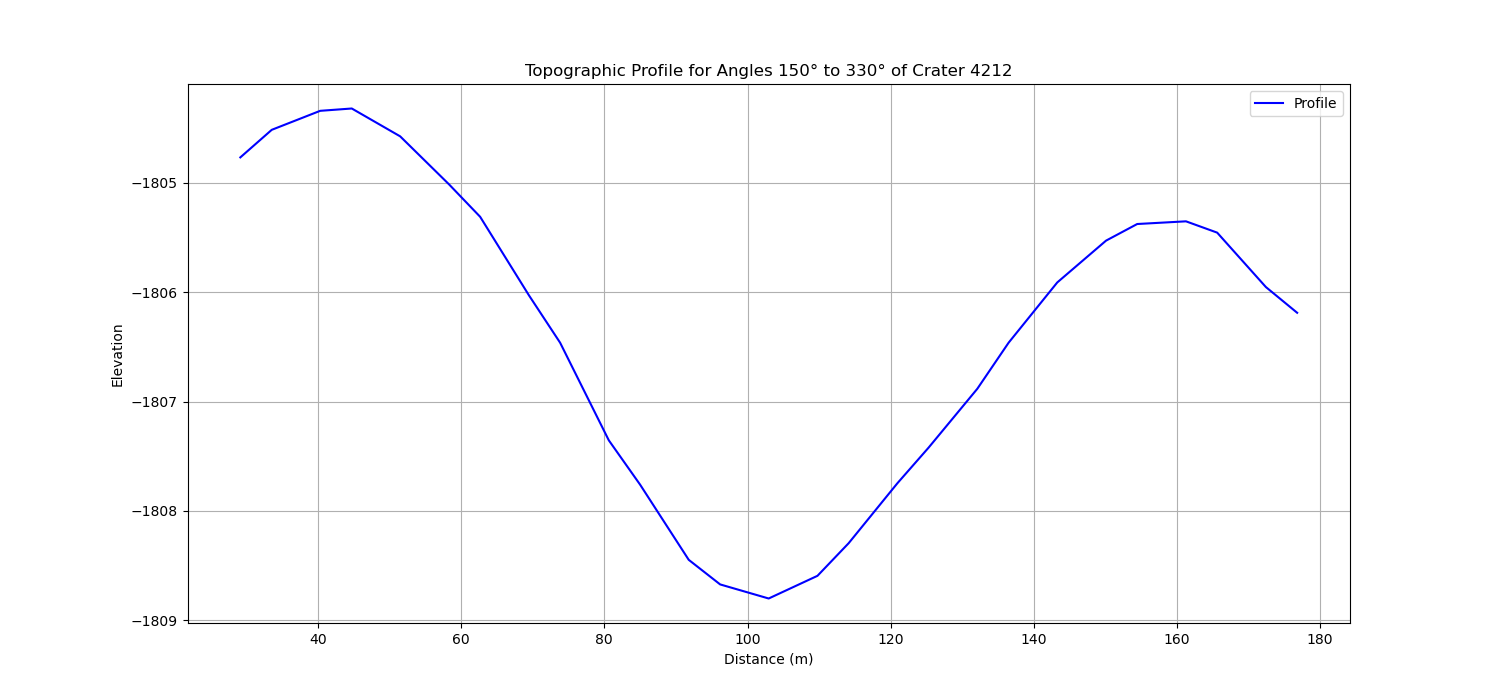 Topographic Profile for Angles 150° to 330° of Crater 4212
Profile
−1805
−1806
−1807
−1808
−1809
Elevation
40 60 80 100 120 140 160 180
Distance (m)